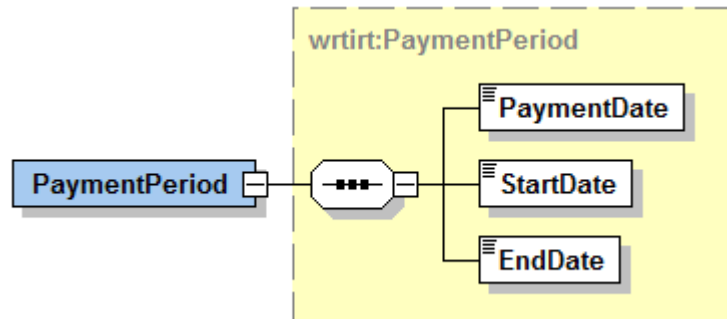 wrtirt:PaymentPeriod
PaymentPeriod
PaymentDate
StartDate
EndDate